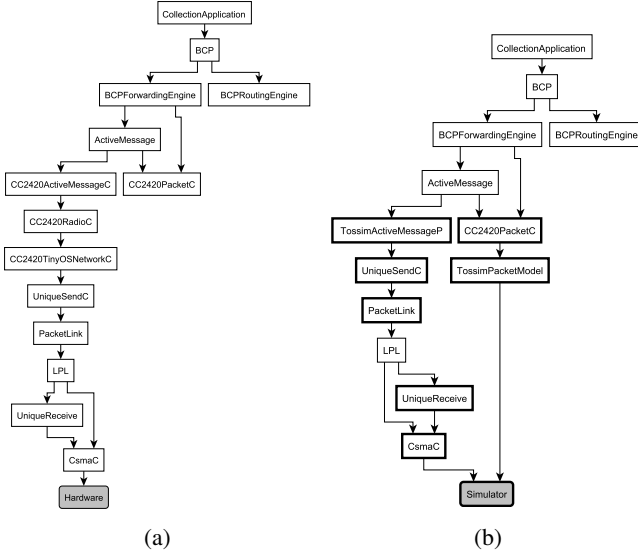 CollectionApplication
BCP
BCPForwardingEngine
BCPRoutingEngine
ActiveMessage
CC2420ActiveMessageC
CC2420PacketC
CC2420RadioC
CC2420TinyOSNetworkC
UniqueSendC
PacketLink
LPL
UniqueReceive
CsmaC
Hardware
(a)
CollectionApplication
BCP
BCPForwardingEngine
BCPRoutingEngine
ActiveMessage
TossimActiveMessageP
CC2420PacketC
UniqueSendC
TossimPacketModel
PacketLink
LPL
UniqueReceive
CsmaC
Simulator
(b)